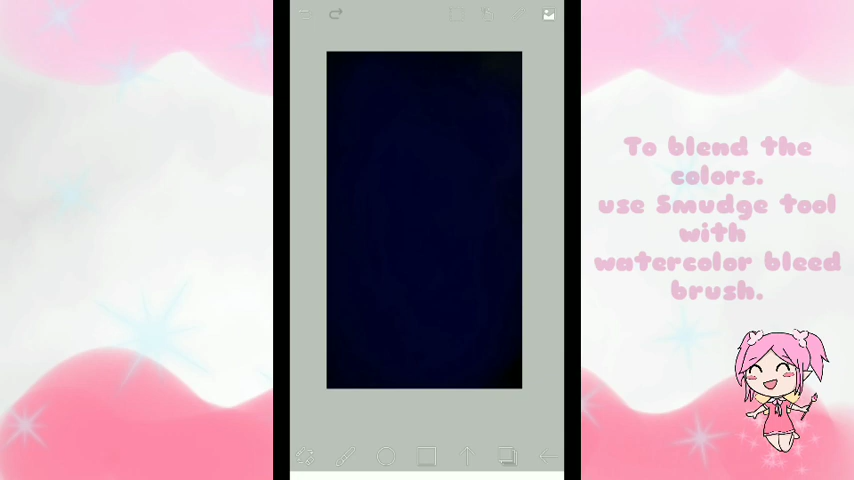 To blend the
colors.
use Smudge tool
with
watercolor bleed
brush.